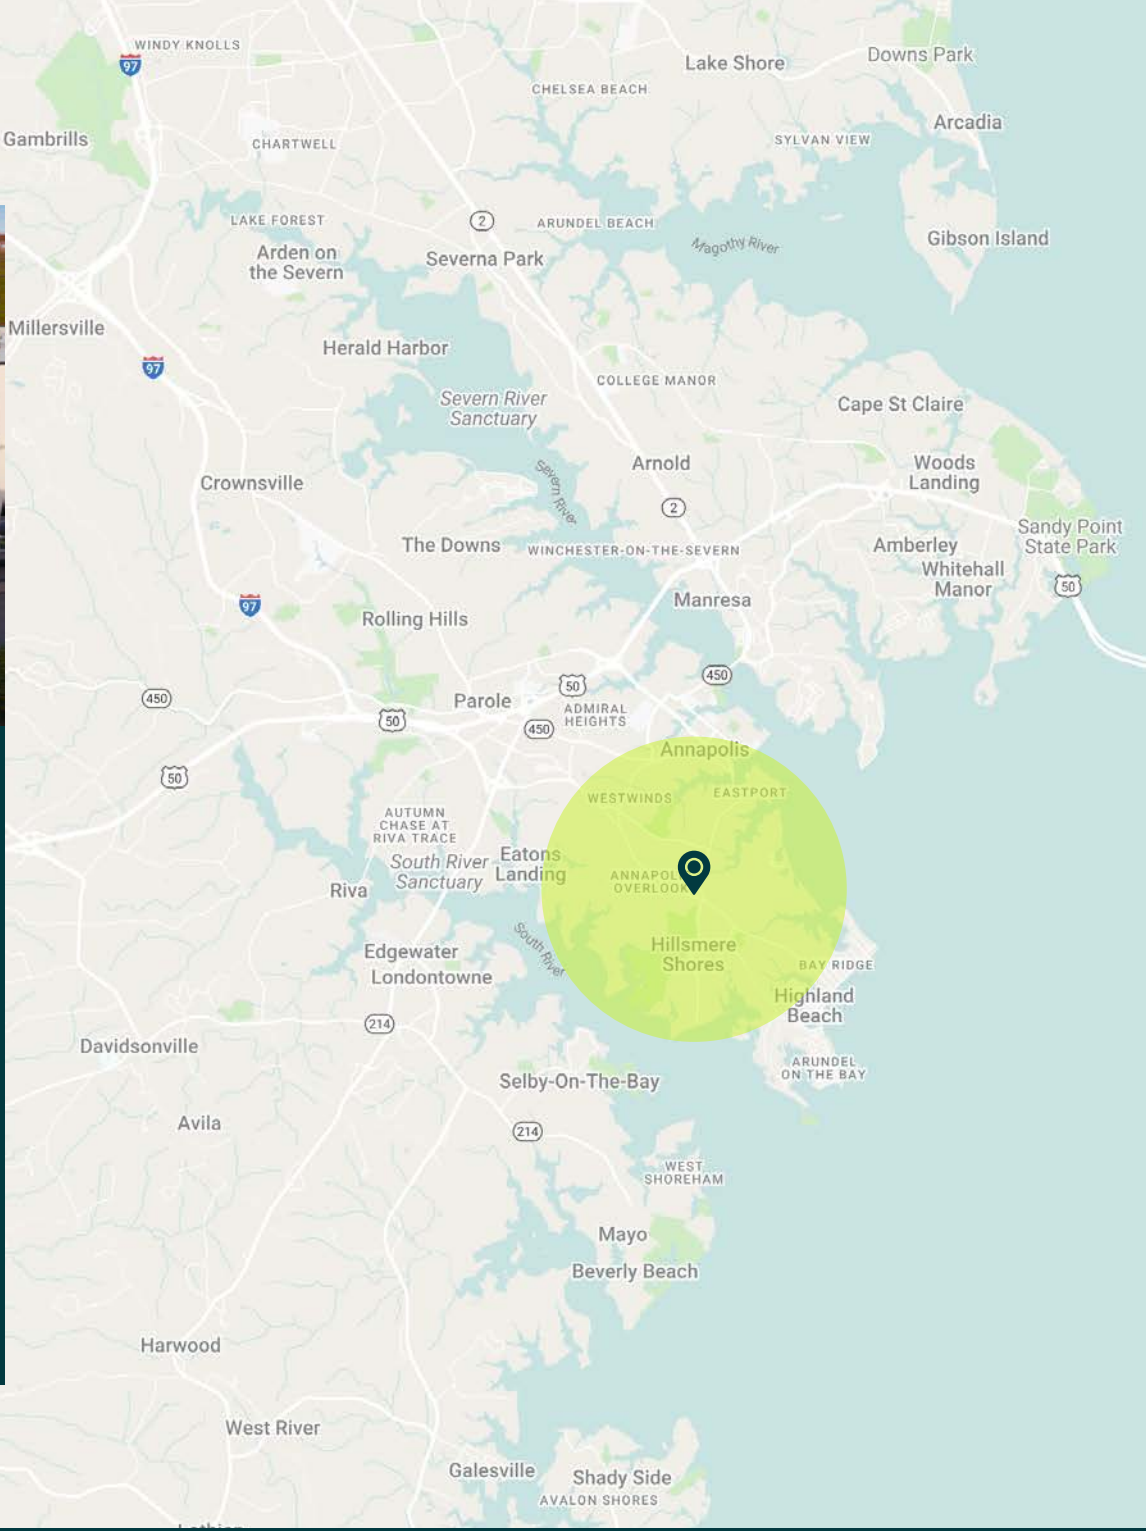 WINDY KNOLLS
97
Lake Shore
Downs Park
CHELSEA BEACH
Arcadia
Gambrills
CHARTWELL
SYLVAN VIEW
LAKE FOREST
2
ARUNDEL BEACH
Arden on
the Severn
Severna Park
Magothy River
Gibson Island
Millersville
Herald Harbor
97
COLLEGE MANOR
Severn River
Sanctuary
Cape St Claire
Arnold
Woods
Landing
Severn River
Crownsville
2
Sandy Point
State Park
The Downs
WINCHESTER-ON-THE-SEVERN
Amberley
Whitehall
Manor
50
97
Manresa
Rolling Hills
450
50
450
Parole
ADMIRAL
HEIGHTS
50
450
Annapolis
50
WESTWINDS
EASTPORT
AUTUMN
CHASE AT
RIVA TRACE
South River
Sanctuary
Eatons
Landing
ANNAPOL
OVERLOOK
Riva
South River
Edgewater
Londontowne
Hillsmere
Shores
BAY RIDGE
Highland
Beach
214
Davidsonville
ARUNDEL
ON THE BAY
Selby-On-The-Bay
Avila
214
WEST
SHOREHAM
Mayo
Beverly Beach
Harwood
West River
Galesville
Shady Side
AVALON SHORES